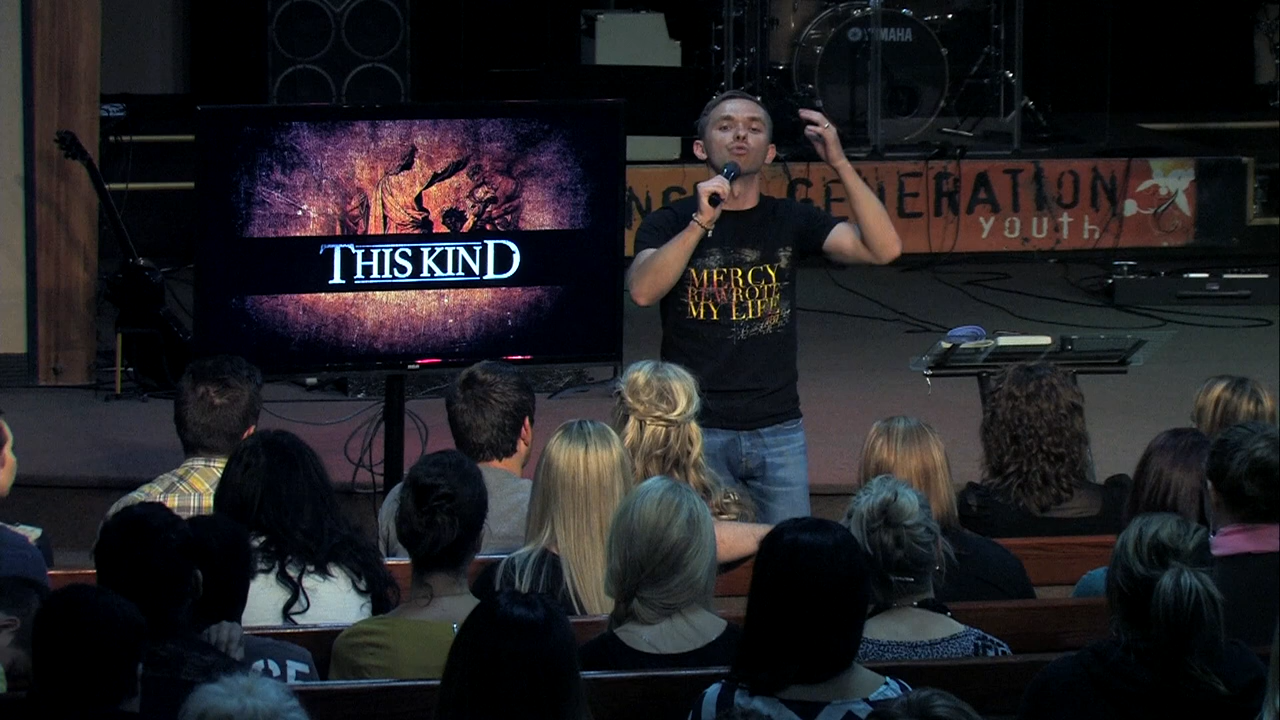 YAMAHA
GENERATION
youth
THIS KIND
MERCY
REWROTE
MY LIFE